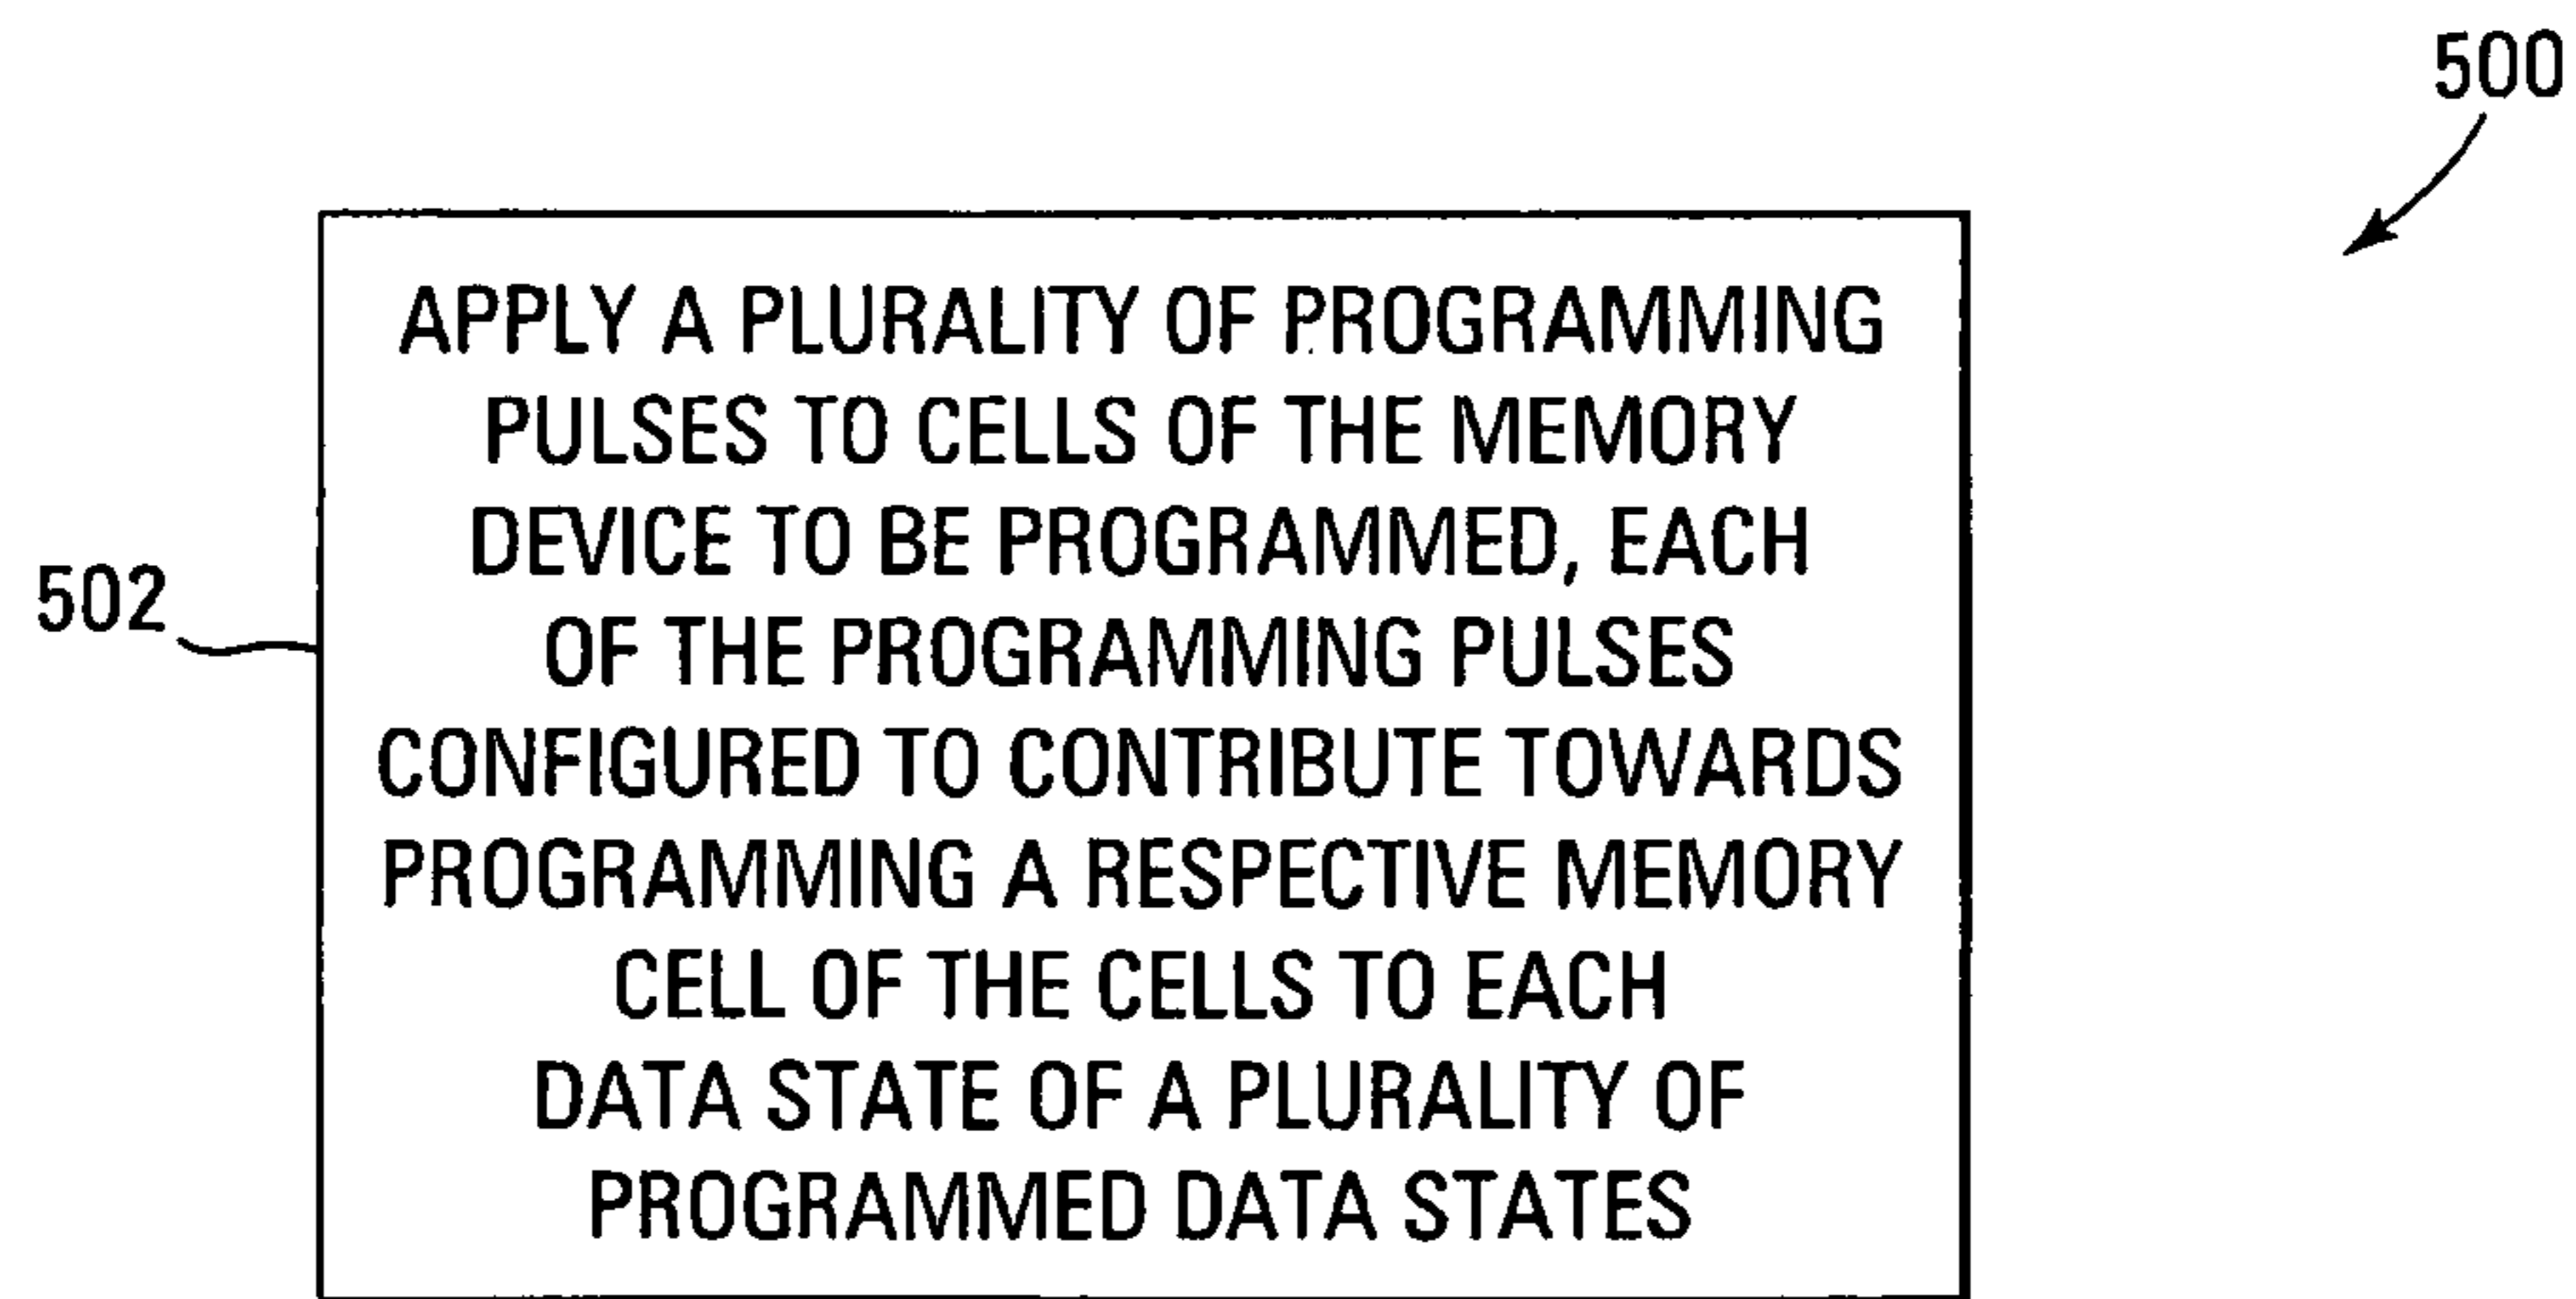 500
APPLY A PLURALITY OF PROGRAMMING
PULSES TO CELLS OF THE MEMORY
DEVICE TO BE PROGRAMMED, EACH
OF THE PROGRAMMING PULSES
CONFIGURED TO CONTRIBUTE TOWARDS
PROGRAMMING A RESPECTIVE MEMORY
CELL OF THE CELLS TO EACH
DATA STATE OF A PLURALITY OF
PROGRAMMED DATA STATES
502